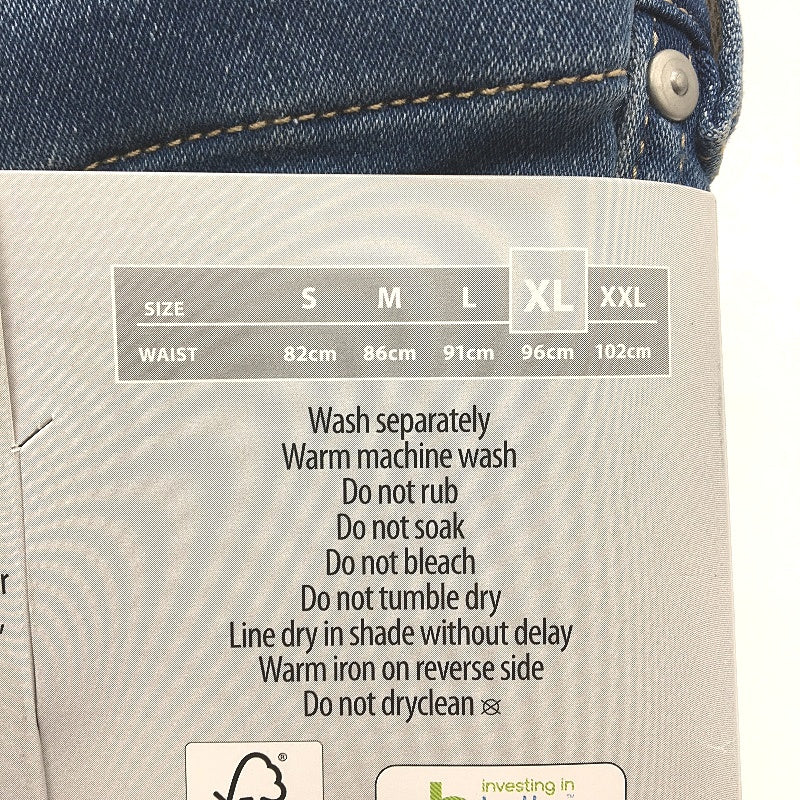 SIZE S M L XL XXL
WAIST 82cm 86cm 91cm 96cm 102cm
Wash separately
Warm machine wash
Do not rub
Do not soak
Do not bleach
Do not tumble dry
Line dry in shade without delay
Warm iron on reverse side
Do not dryclean
®
investing in